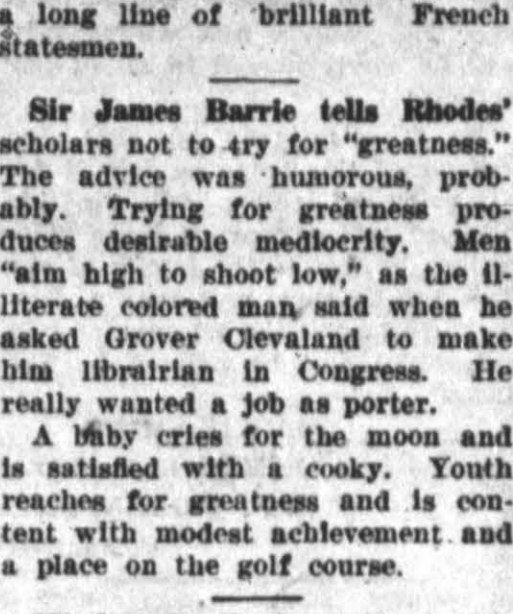 a long line of brilliant French
statesmen.
Sir James Barrie tells Rhodes'
scholars not to try for "greatness."
The advice was humorous, prob-
ably. Trying for greatness pro-
duces desirable mediocrity. Men
"aim high to shoot low," as the il-
literate colored man said when he
asked Grover Clevaland to make
him librairian in Congress. He
really wanted a job as porter.
A baby cries for the moon and
is satisfied with a cooky. Youth
reaches for greatness and is con-
tent with modest achievement and
a place on the golf course.